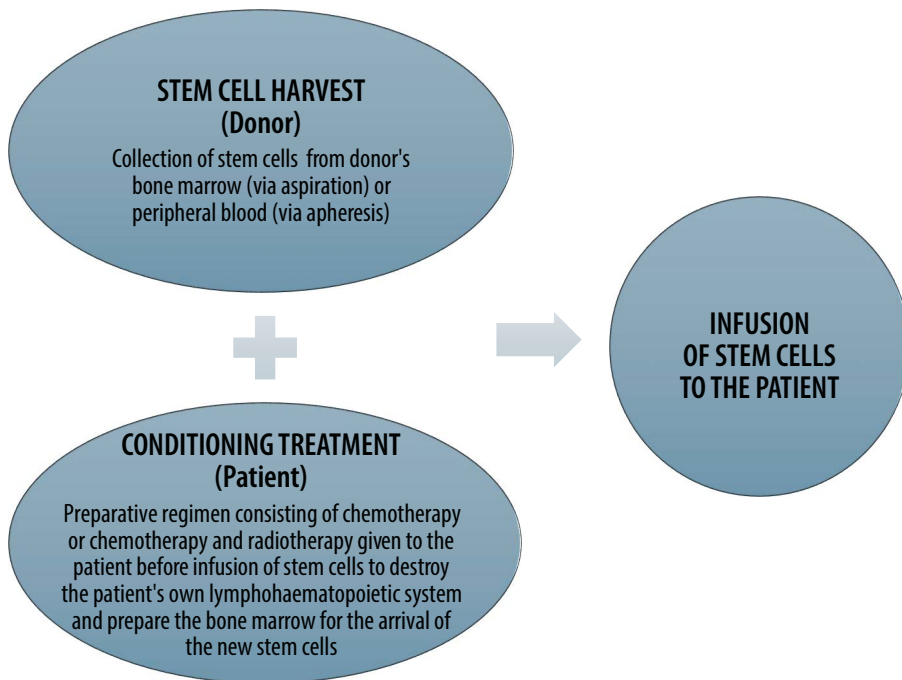 STEM CELL HARVEST
(Donor)
Collection of stem cells from donor's
bone marrow (via aspiration) or
peripheral blood (via apheresis)
CONDITIONING TREATMENT
(Patient)
Preparative regimen consisting of chemotherapy
or chemotherapy and radiotherapy given to the
patient before infusion of stem cells to destroy
the patient's own lymphohaematopoietic system
and prepare the bone marrow for the arrival of
the new stem cells
INFUSION
OF STEM CELLS
TO THE PATIENT